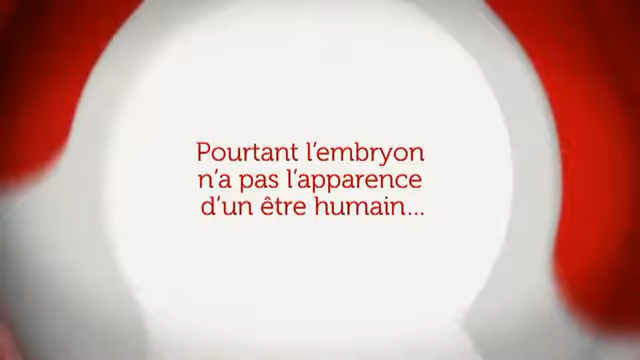 Pourtant l’embryon
n’a pas l’apparence
d’un être humain...